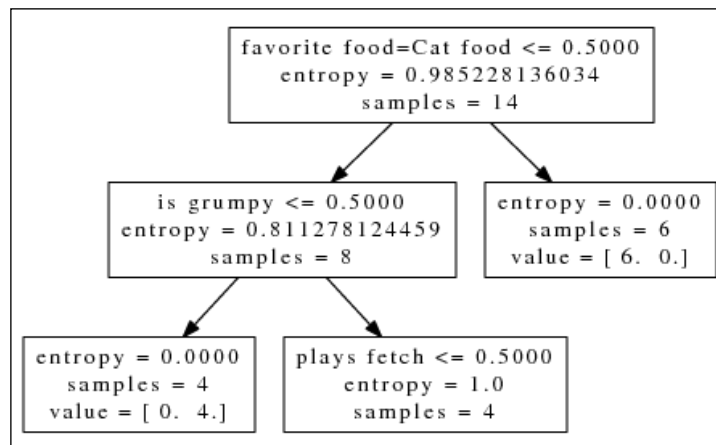 favorite food=Cat food <= 0.5000
entropy = 0.985228136034
samples = 14
is grumpy <= 0.5000
entropy = 0.811278124459
samples = 8
entropy = 0.0000
samples = 6
value = [ 6. 0.]
entropy = 0.0000
samples = 4
value = [ 0. 4.]
plays fetch <= 0.5000
entropy = 1.0
samples = 4